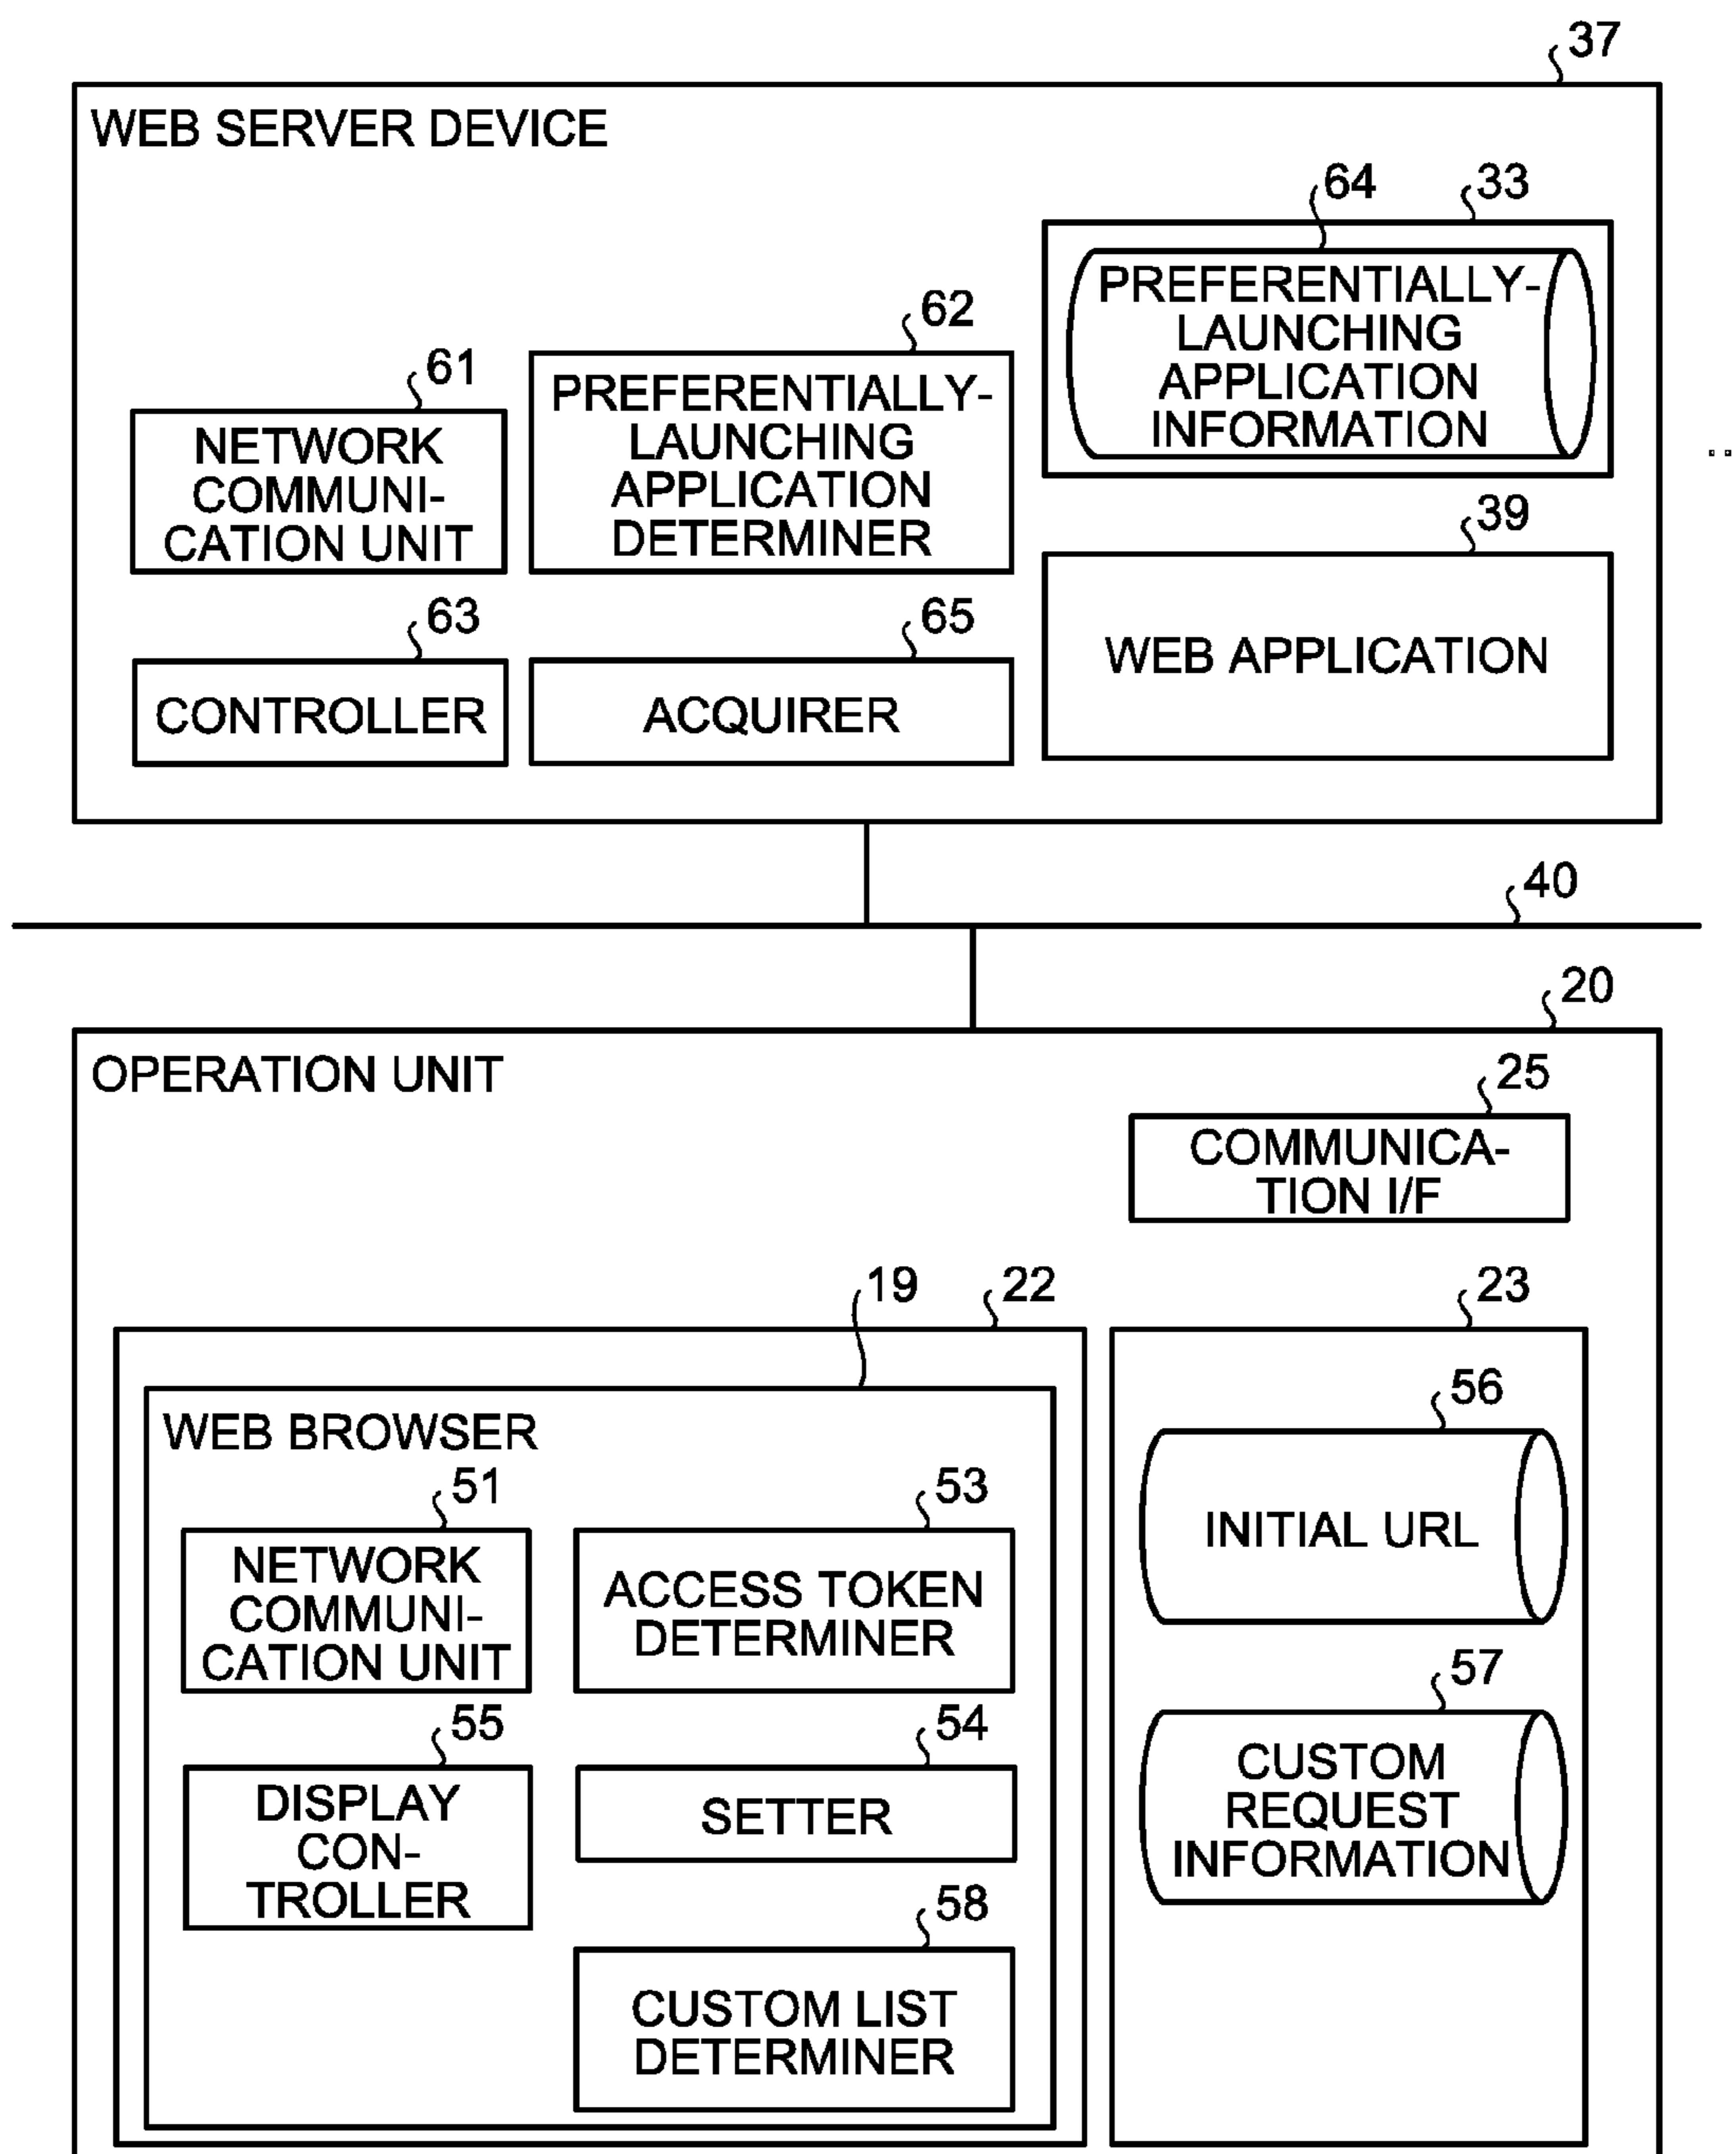 37
WEB SERVER DEVICE
64
33
PREFERENTIALLY-
LAUNCHING
APPLICATION
INFORMATION
62
PREFERENTIALLY-
LAUNCHING
APPLICATION
DETERMINER
61
NETWORK
COMMUNI-
CATION UNIT
39
WEB APPLICATION
63
CONTROLLER
65
ACQUIRER
40
20
OPERATION UNIT
25
COMMUNICA-
TION I/F
19
22
23
WEB BROWSER
51
NETWORK
COMMUNI-
CATION UNIT
53
ACCESS TOKEN
DETERMINER
56
INITIAL URL
55
DISPLAY
CON-
TROLLER
54
SETTER
57
CUSTOM
REQUEST
INFORMATION
58
CUSTOM LIST
DETERMINER